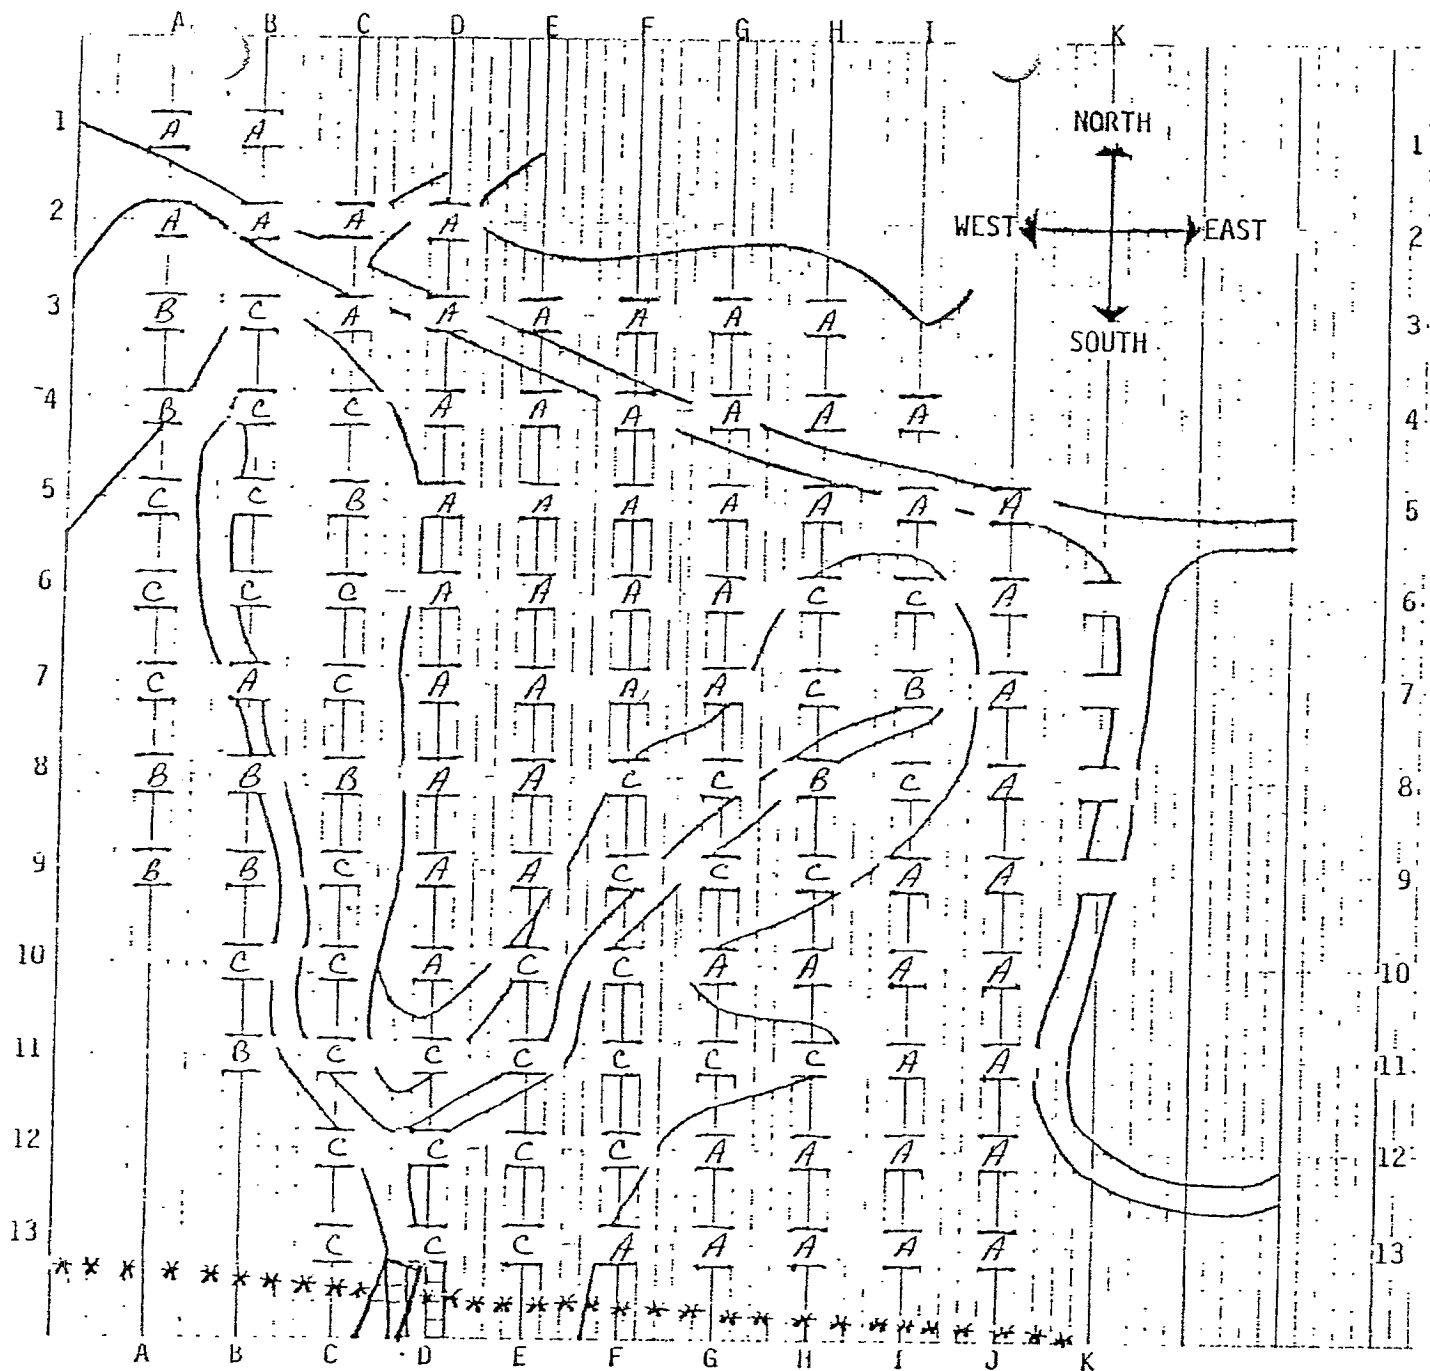 A B C D E F G H I K
1 A A NORTH 1
2 A A A A WEST EAST 2
3 B C A A A A A A SOUTH 3
4 B C C A A A A A A 4
5 C C B A A A A A A A 5
6 C C C A A A A C C A 6
7 C A C A A A A C B A 7
8 B B B A A C C B C A 8
9 B B C A A C C C A A 9
10 C C A C C A A A A 10
11 B C C C C C C A A 11
12 C C C C A A A A 12
13 C C C A A A A A 13
* * * * * * * * * * * * * * * * * * * * * * * * * * * * * * *
A B C D E F G H I J K